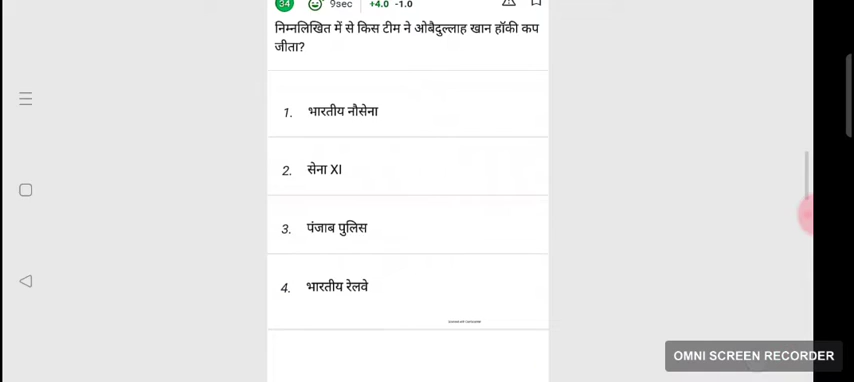 34 9sec +4.0 -1.0
निम्नलिखित में से किस टीम ने ओबैदुल्लाह खान हॉकी कप
जीता?
1. भारतीय नौसेना
2. सेना XI
3. पंजाब पुलिस
4. भारतीय रेलवे
OMNI SCREEN RECORDER